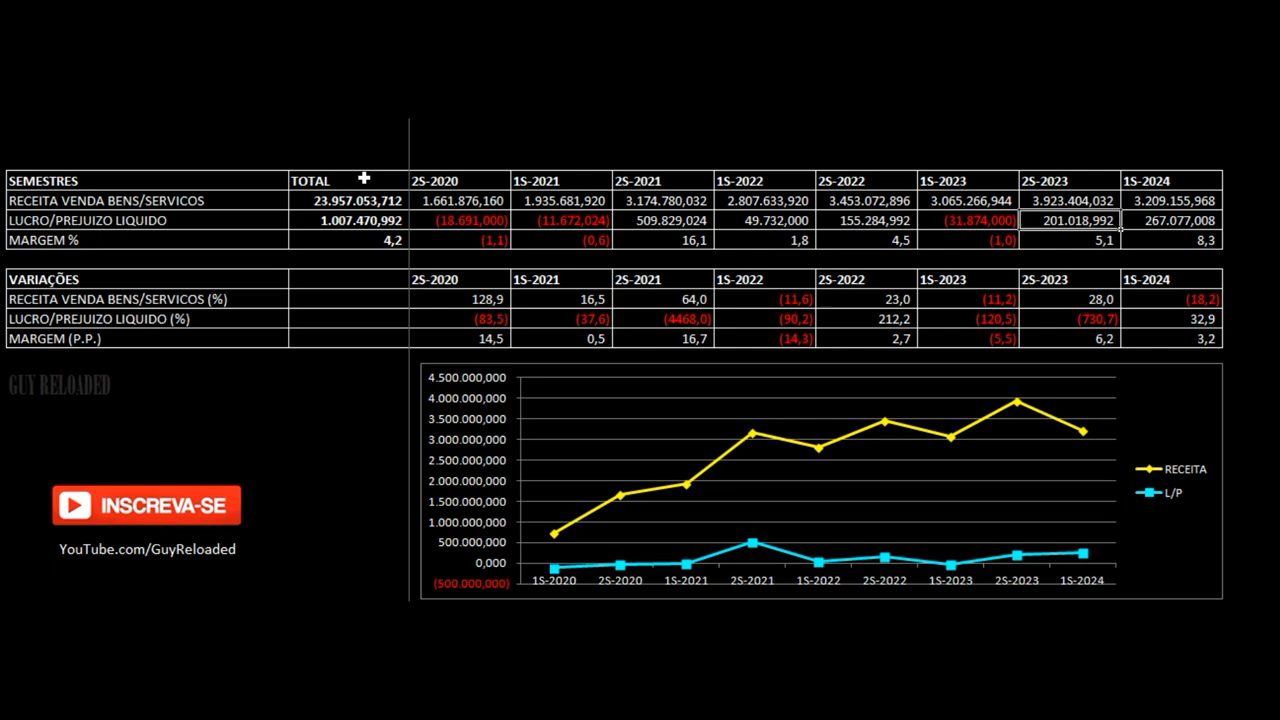 SEMESTRES TOTAL 2S-2020 1S-2021 2S-2021 1S-2022 2S-2022 1S-2023 2S-2023 1S-2024
RECEITA VENDA BENS/SERVICOS 23.957.053,712 1.661.876,160 1.935.681,920 3.174.780,032 2.807.633,920 3.453.072,896 3.065.266,944 3.923.404,032 3.209.155,968
LUCRO/PREJUIZO LIQUIDO 1.007.470,992 (18.691,000) (11.672,024) 509.829,024 49.732,000 155.284,992 (31.874,000) 201.018,992 267.077,008
MARGEM % 4,2 (1,1) (0,6) 16,1 1,8 4,5 (1,0) 5,1 8,3
VARIAÇÕES 2S-2020 1S-2021 2S-2021 1S-2022 2S-2022 1S-2023 2S-2023 1S-2024
RECEITA VENDA BENS/SERVICOS (%) 128,9 16,5 64,0 (11,6) 23,0 (11,2) 28,0 (18,2)
LUCRO/PREJUIZO LIQUIDO (%) (83,5) (37,6) (4468,0) (90,2) 212,2 (120,5) (730,7) 32,9
MARGEM (P.P.) 14,5 0,5 16,7 (14,3) 2,7 (5,5) 6,2 3,2
GUY RELOADED
4.500.000,000
4.000.000,000
3.500.000,000
3.000.000,000
2.500.000,000
2.000.000,000
1.500.000,000
1.000.000,000
500.000,000
0,000
(500.000,000)
1S-2020 2S-2020 1S-2021 2S-2021 1S-2022 2S-2022 1S-2023 2S-2023 1S-2024
RECEITA
L/P
INSCREVA-SE
YouTube.com/GuyReloaded